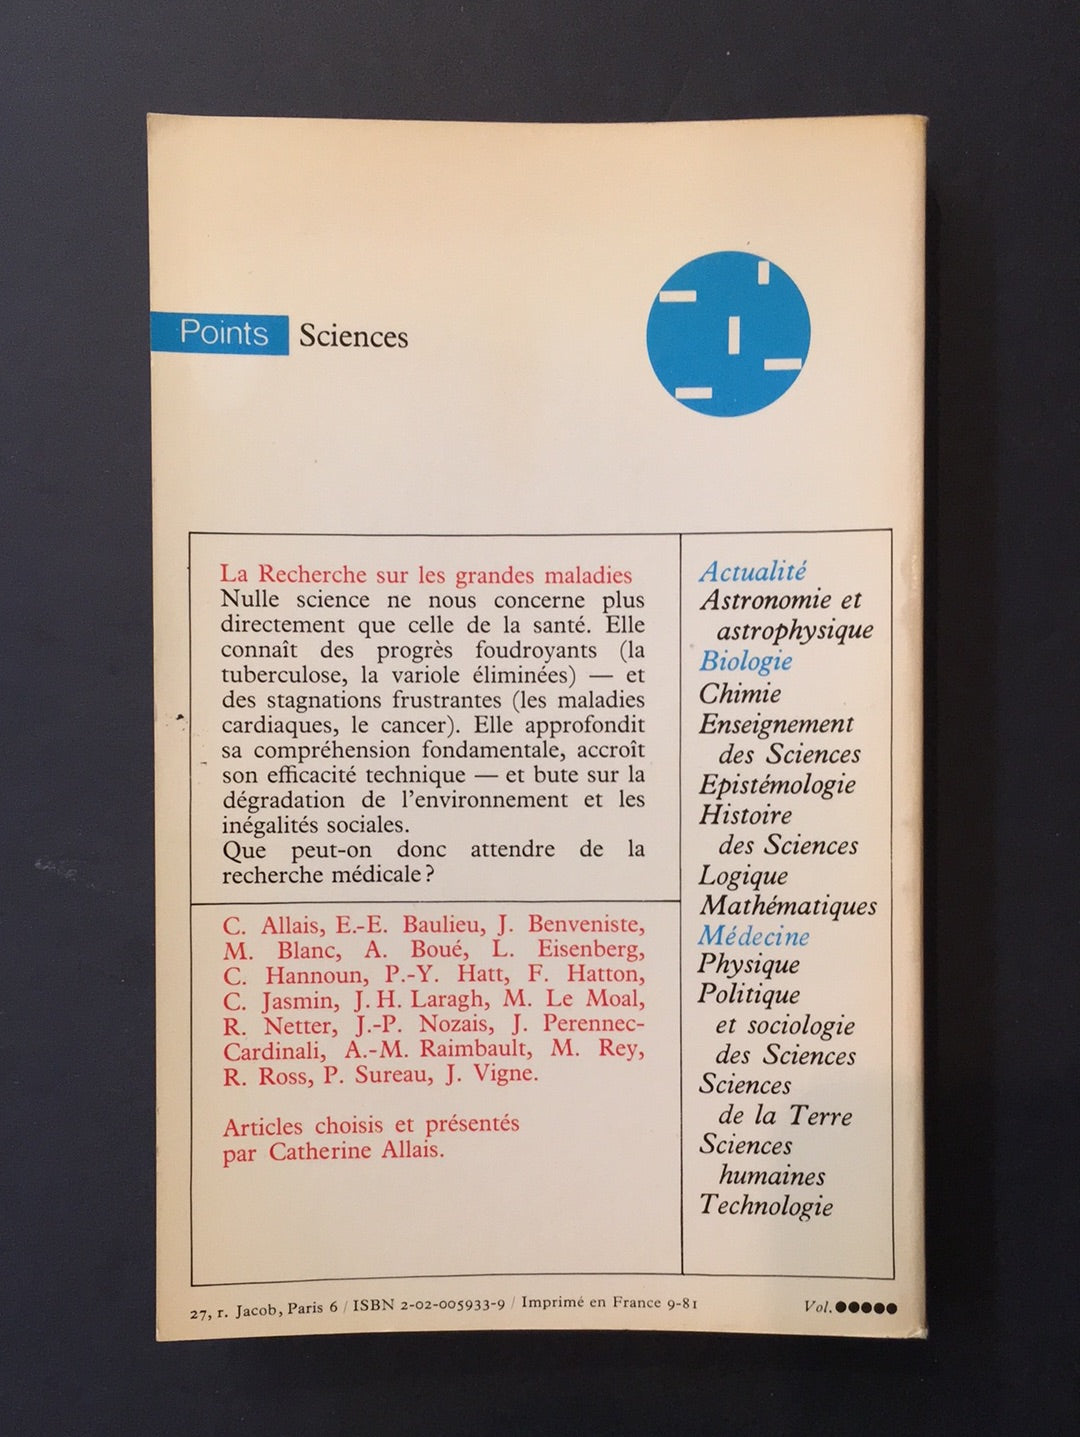 Points Sciences
La Recherche sur les grandes maladies
Nulle science ne nous concerne plus
directement que celle de la santé. Elle
connaît des progrès foudroyants (la
tuberculose, la variole éliminées) — et
des stagnations frustrantes (les maladies
cardiaques, le cancer). Elle approfondit
sa compréhension fondamentale, accroît
son efficacité technique — et bute sur la
dégradation de l'environnement et les
inégalités sociales.
Que peut-on donc attendre de la
recherche médicale ?
C. Allais, E.-E. Baulieu, J. Benveniste,
M. Blanc, A. Boué, L. Eisenberg,
C. Hannoun, P.-Y. Hatt, F. Hatton,
C. Jasmin, J. H. Laragh, M. Le Moal,
R. Netter, J.-P. Nozais, J. Perennec-
Cardinali, A.-M. Raimbault, M. Rey,
R. Ross, P. Sureau, J. Vigne.
Articles choisis et présentés
par Catherine Allais.
Actualité
Astronomie et
astrophysique
Biologie
Chimie
Enseignement
des Sciences
Epistémologie
Histoire
des Sciences
Logique
Mathématiques
Médecine
Physique
Politique
et sociologie
des Sciences
Sciences
de la Terre
Sciences
humaines
Technologie
27, r. Jacob, Paris 6 / ISBN 2-02-005933-9 / Imprimé en France 9-81
Vol. ●●●●●